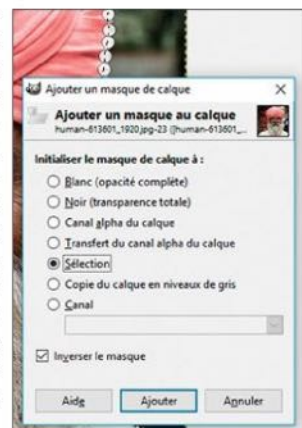 Ajouter un masque de calque
Ajouter un masque au calque
human-613601_1920.jpg-23 ([human-613601_...
Initialiser le masque de calque à :
Blanc (opacité complète)
Noir (transparence totale)
Canal alpha du calque
Transfert du canal alpha du calque
Sélection
Copie du calque en niveaux de gris
Canal
Inverser le masque
Aide
Ajouter
Annuler